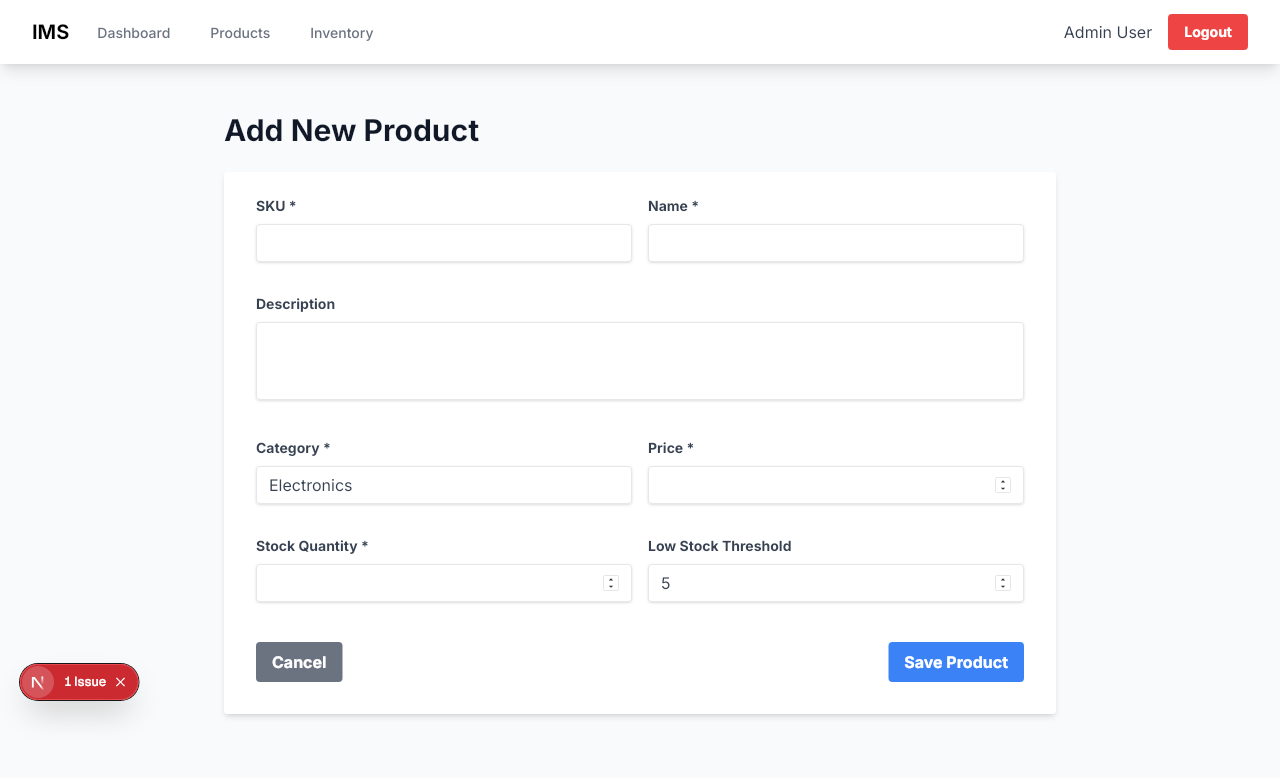 IMS Dashboard Products Inventory Admin User Logout
Add New Product
SKU * Name *
Description
Category * Price *
Electronics
Stock Quantity * Low Stock Threshold
5
Cancel Save Product
N 1 Issue